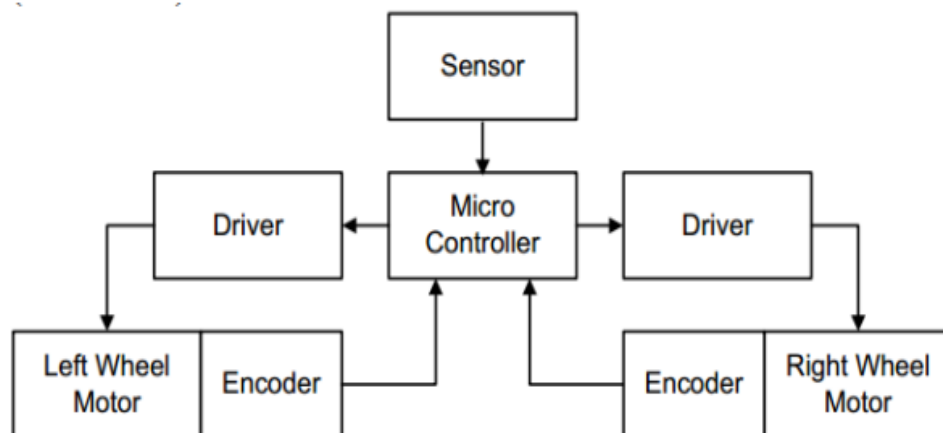 Sensor
Driver
Micro
Controller
Driver
Left Wheel
Motor
Encoder
Encoder
Right Wheel
Motor